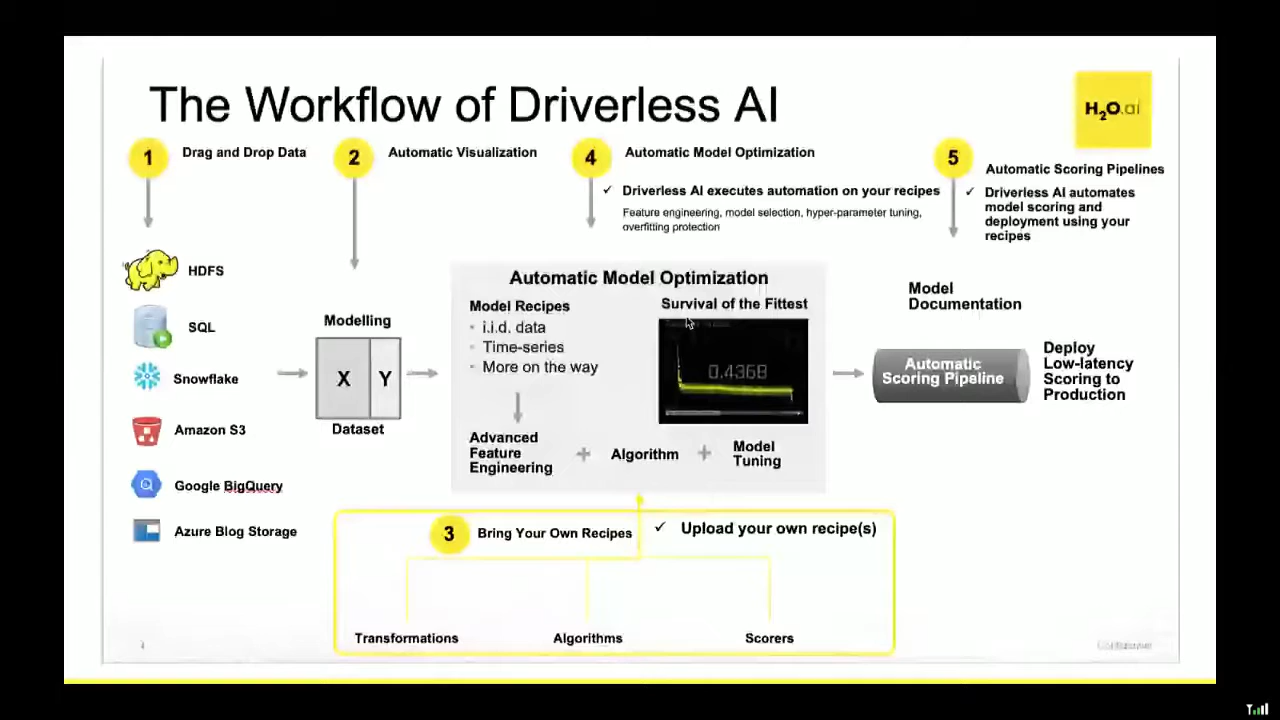 The Workflow of Driverless AI
H2O.ai
1
Drag and Drop Data
2
Automatic Visualization
4
Automatic Model Optimization
✓ Driverless AI executes automation on your recipes
Feature engineering, model selection, hyper-parameter tuning,
overfitting protection
5
Automatic Scoring Pipelines
✓ Driverless AI automates
model scoring and
deployment using your
recipes
HDFS
SQL
Snowflake
Amazon S3
Google BigQuery
Azure Blog Storage
Modelling
X
Y
Dataset
Automatic Model Optimization
Model Recipes
• i.i.d. data
• Time-series
• More on the way
Survival of the Fittest
0.4368
Advanced
Feature
Engineering
+
Algorithm
+
Model
Tuning
Model
Documentation
Automatic
Scoring Pipeline
Deploy
Low-latency
Scoring to
Production
3
Bring Your Own Recipes
✓ Upload your own recipe(s)
Transformations
Algorithms
Scorers